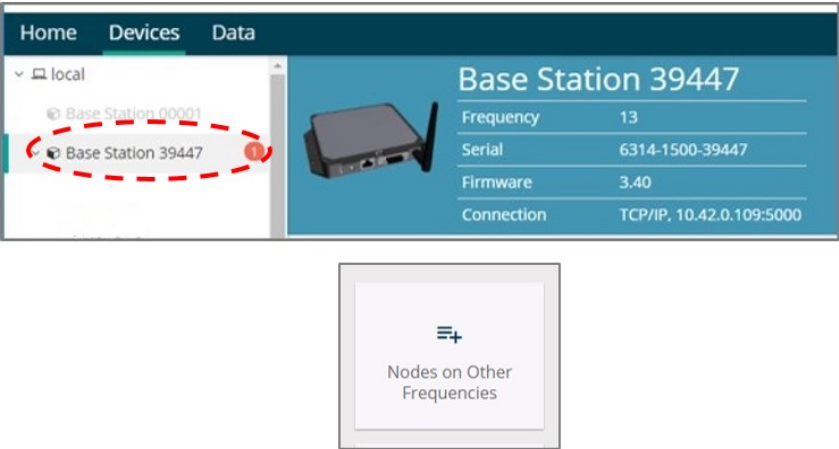 Home Devices Data
local
Base Station 00001
Base Station 39447 1
Base Station 39447
Frequency 13
Serial 6314-1500-39447
Firmware 3.40
Connection TCP/IP, 10.42.0.109:5000
Nodes on Other
Frequencies